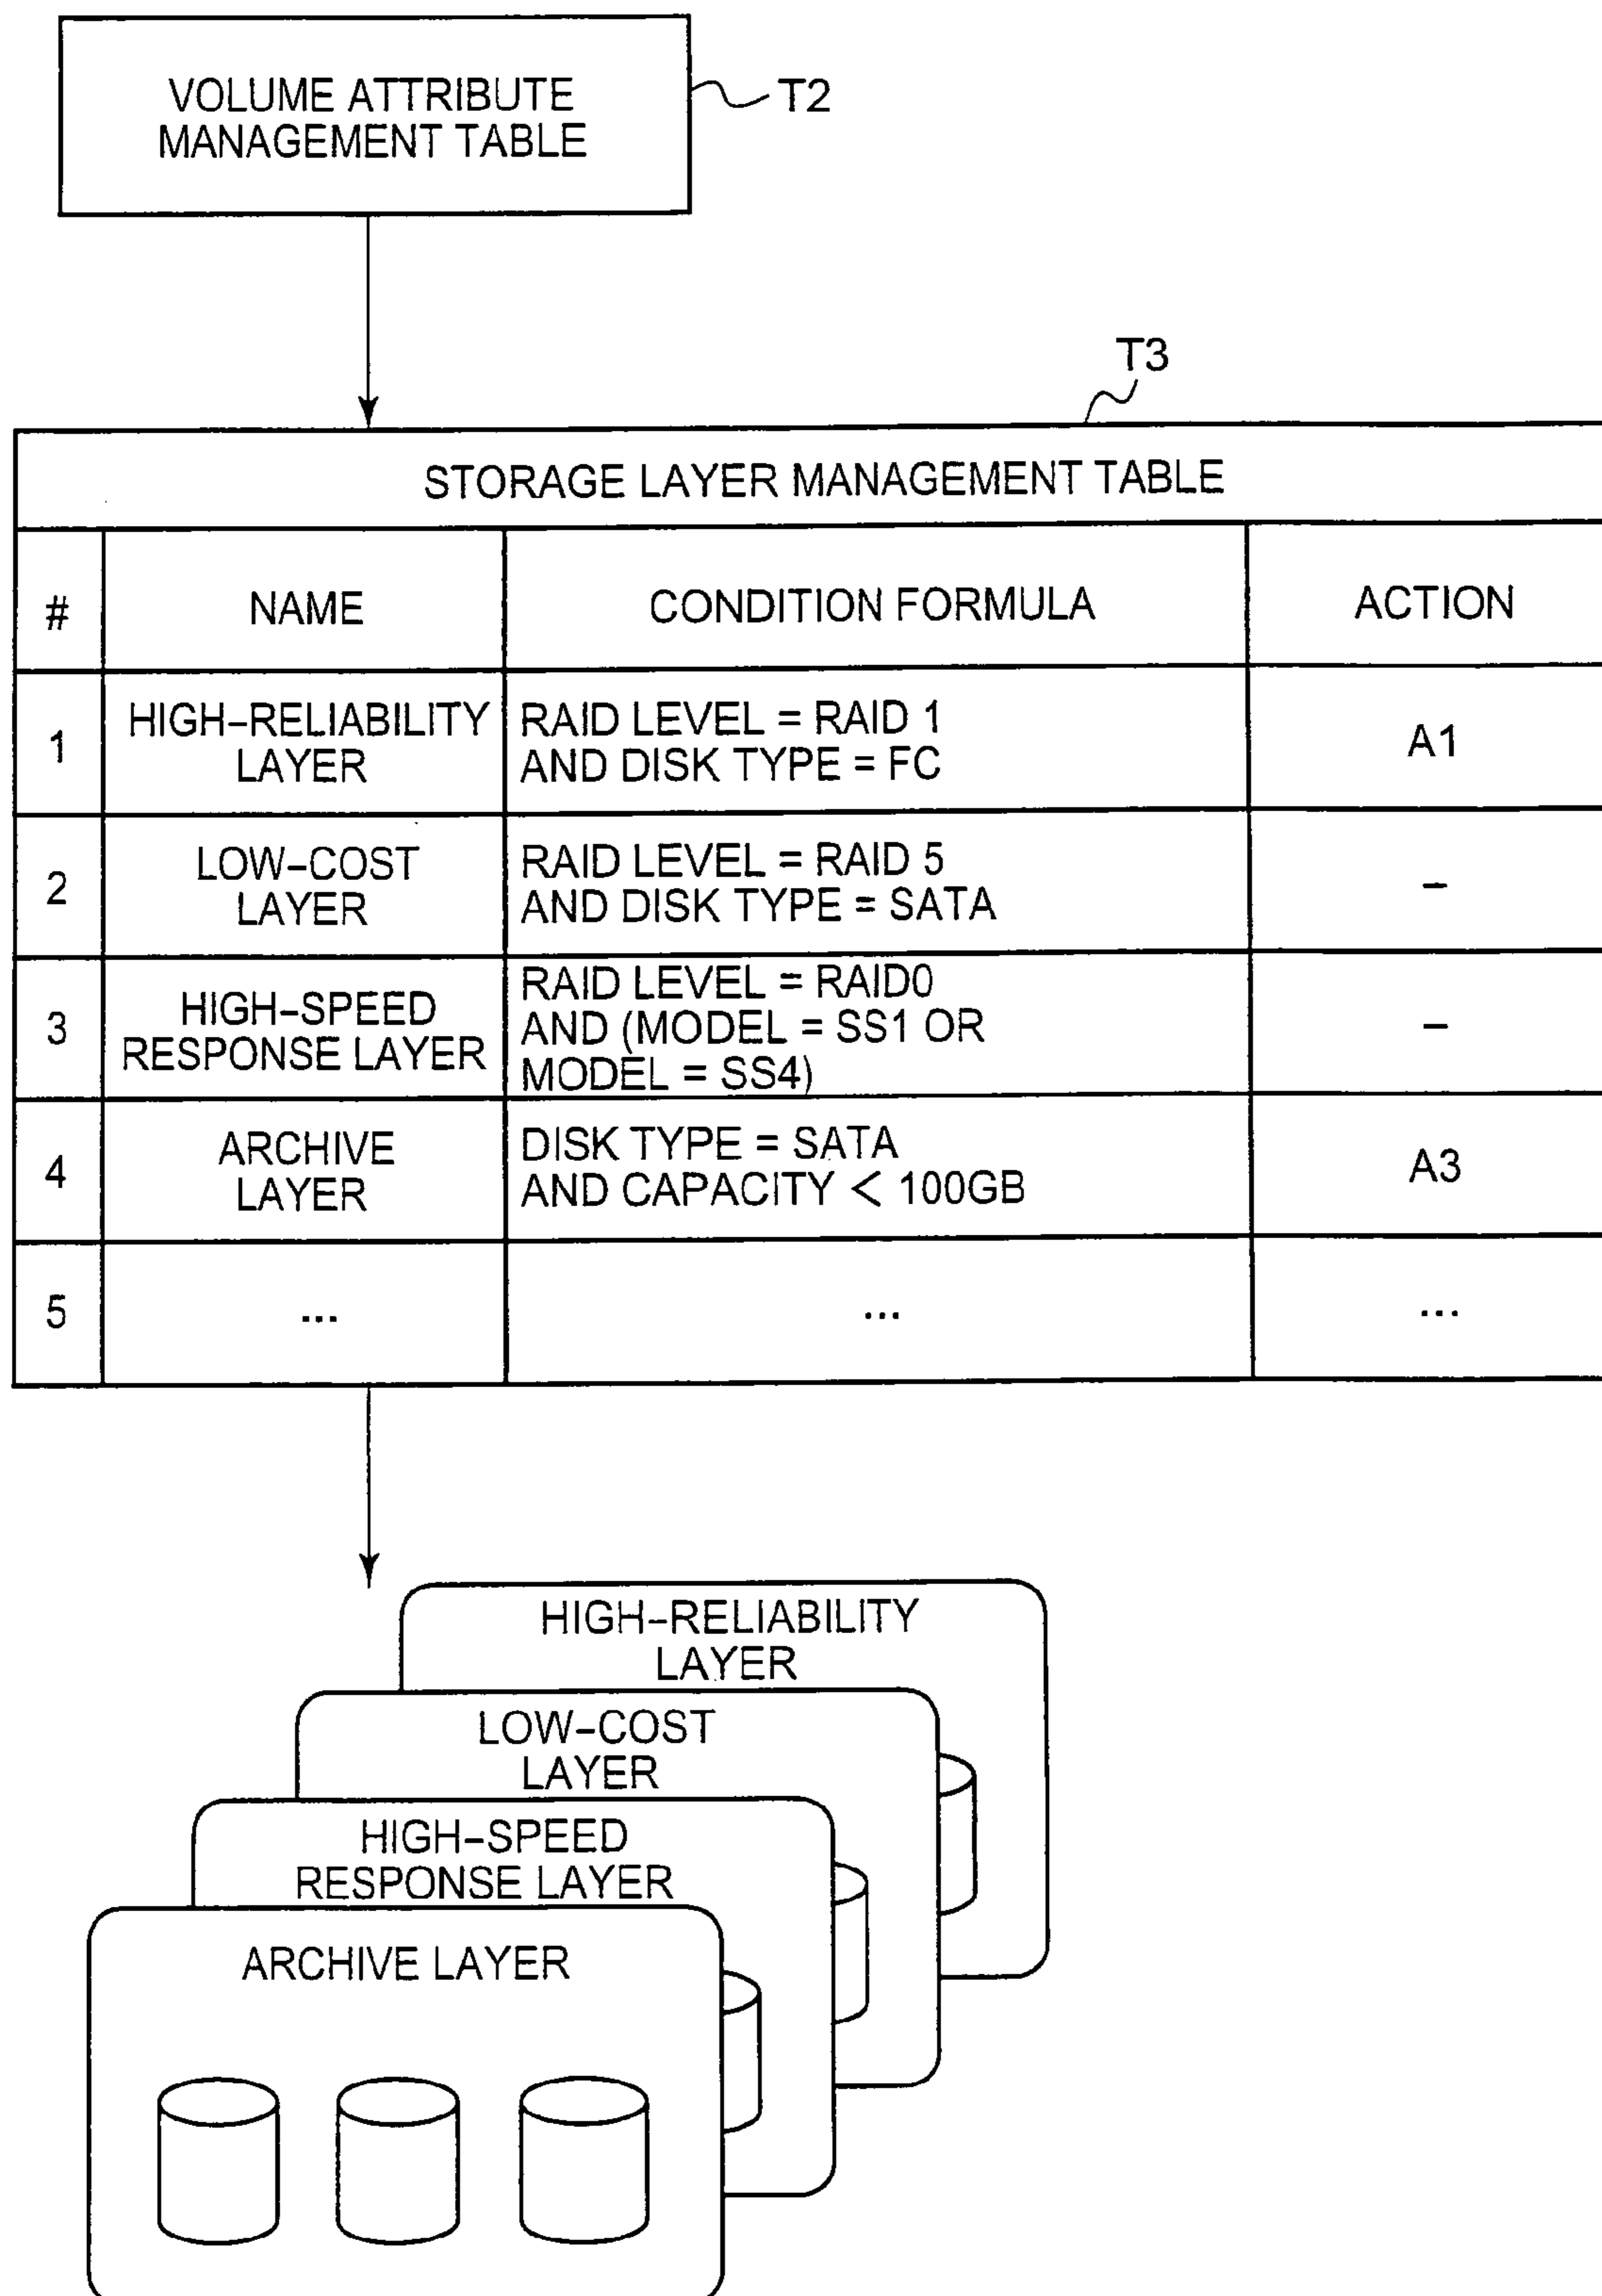 VOLUME ATTRIBUTE
MANAGEMENT TABLE
T2
T3
STORAGE LAYER MANAGEMENT TABLE
#
NAME
CONDITION FORMULA
ACTION
1
HIGH-RELIABILITY
LAYER
RAID LEVEL = RAID 1
AND DISK TYPE = FC
A1
2
LOW-COST
LAYER
RAID LEVEL = RAID 5
AND DISK TYPE = SATA
-
3
HIGH-SPEED
RESPONSE LAYER
RAID LEVEL = RAID0
AND (MODEL = SS1 OR
MODEL = SS4)
-
4
ARCHIVE
LAYER
DISK TYPE = SATA
AND CAPACITY < 100GB
A3
5
...
...
...
HIGH-RELIABILITY
LAYER
LOW-COST
LAYER
HIGH-SPEED
RESPONSE LAYER
ARCHIVE LAYER